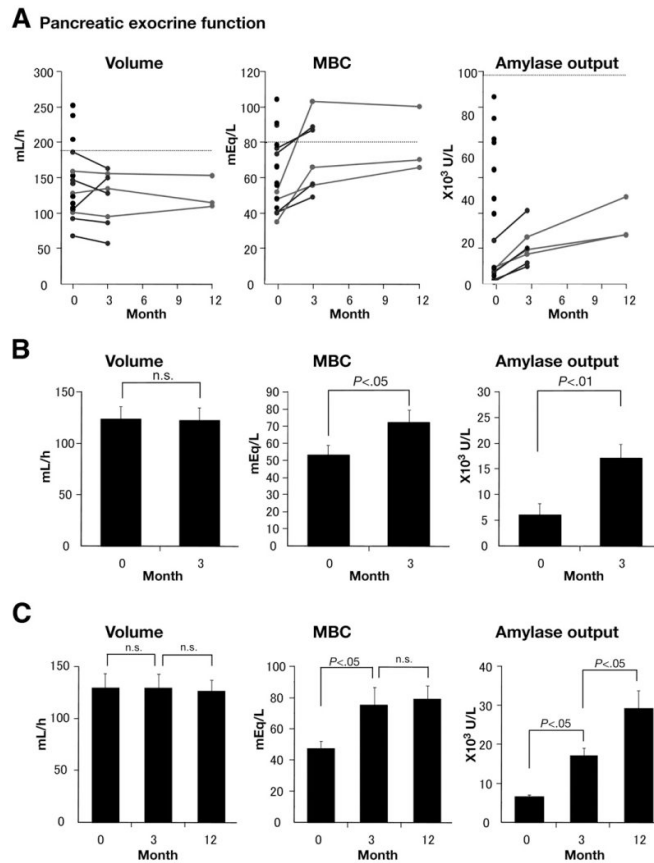 A Pancreatic exocrine function
Volume
300
250
200
150
100
50
0
mL/h
0 3 6 9 12
Month
MBC
120
100
80
60
40
20
0
mEq/L
0 3 6 9 12
Month
Amylase output
100
80
60
40
20
0
X10³ U/L
0 3 6 9 12
Month
B
Volume
n.s.
150
100
50
0
mL/h
0 3
Month
MBC
P<.05
90
80
70
60
50
40
30
20
10
0
mEq/L
0 3
Month
Amylase output
P<.01
30
25
20
15
10
5
0
X10³ U/L
0 3
Month
C
Volume
n.s. n.s.
150
100
50
0
mL/h
0 3 12
Month
MBC
P<.05 n.s.
100
80
60
40
20
0
mEq/L
0 3 12
Month
Amylase output
P<.05
P<.05
40
30
20
10
0
X10³ U/L
0 3 12
Month